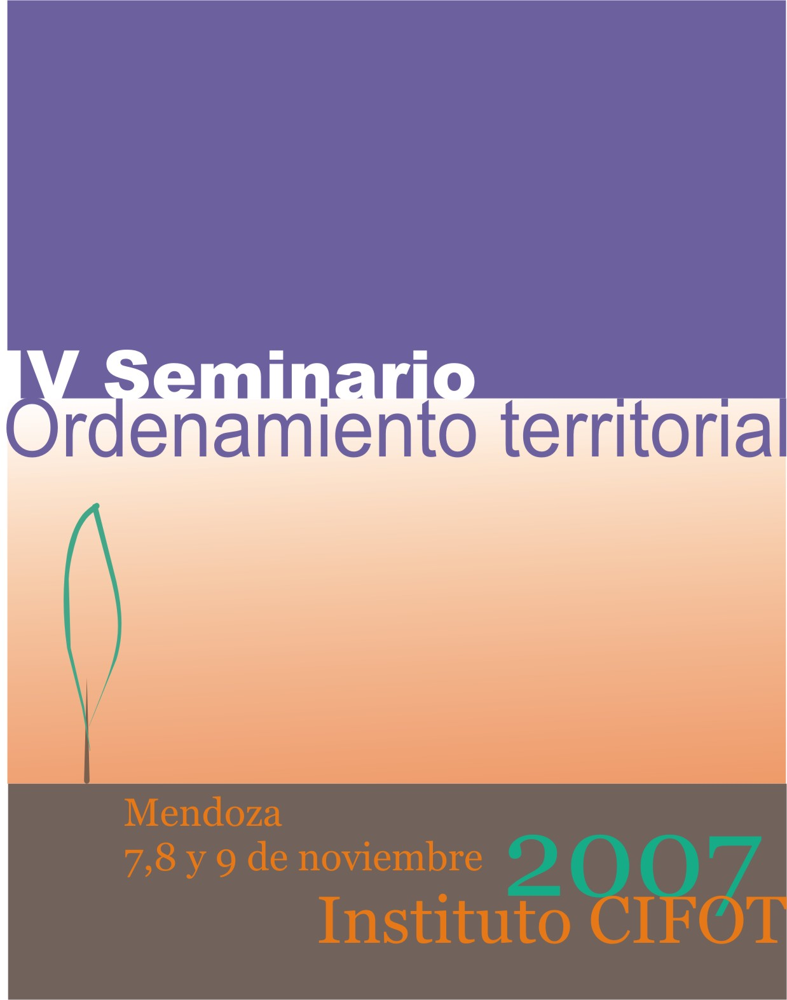 IV Seminario
Ordenamiento territorial
Mendoza
7,8 y 9 de noviembre
2007
Instituto CIFOT